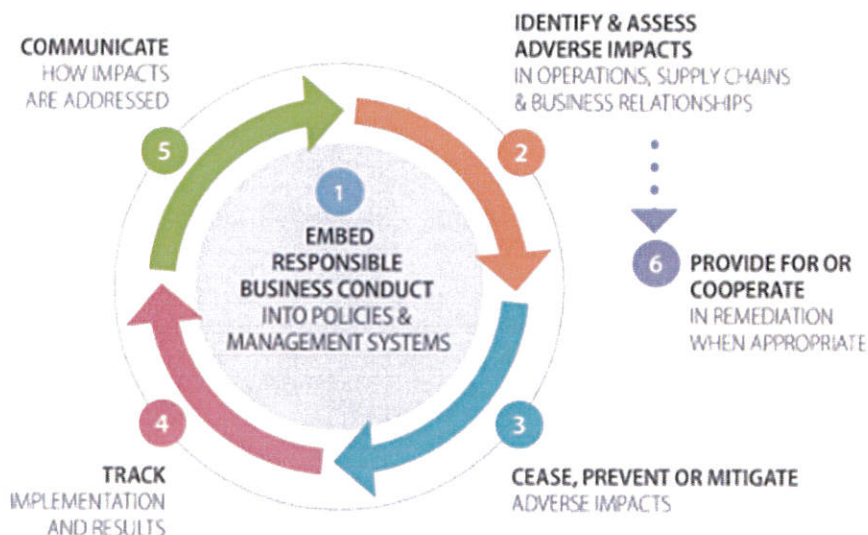 COMMUNICATE
HOW IMPACTS
ARE ADDRESSED
5
IDENTIFY & ASSESS
ADVERSE IMPACTS
IN OPERATIONS, SUPPLY CHAINS
& BUSINESS RELATIONSHIPS
2
1
EMBED
RESPONSIBLE
BUSINESS CONDUCT
INTO POLICIES &
MANAGEMENT SYSTEMS
6
PROVIDE FOR OR
COOPERATE
IN REMEDIATION
WHEN APPROPRIATE
4
TRACK
IMPLEMENTATION
AND RESULTS
3
CEASE, PREVENT OR MITIGATE
ADVERSE IMPACTS